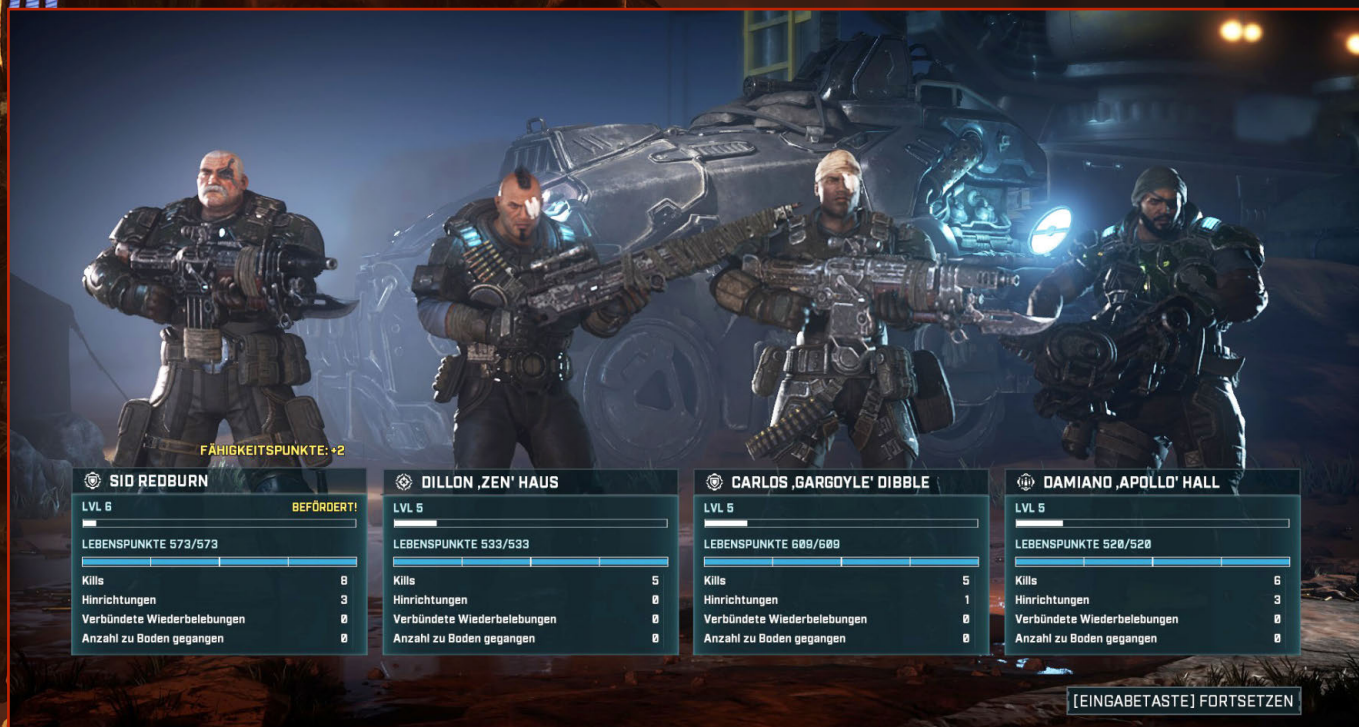 FÄHIGKEITSPUNKTE: +2
SID REDBURN
LVL 6 BEFÖRDERT!
LEBENSPUNKTE 573/573
Kills 8
Hinrichtungen 3
Verbündete Wiederbelebungen 0
Anzahl zu Boden gegangen 0
DILLON ‚ZEN' HAUS
LVL 5
LEBENSPUNKTE 533/533
Kills 5
Hinrichtungen 0
Verbündete Wiederbelebungen 0
Anzahl zu Boden gegangen 0
CARLOS ‚GARGOYLE' DIBBLE
LVL 5
LEBENSPUNKTE 609/609
Kills 5
Hinrichtungen 1
Verbündete Wiederbelebungen 0
Anzahl zu Boden gegangen 0
DAMIANO ‚APOLLO' HALL
LVL 5
LEBENSPUNKTE 520/520
Kills 6
Hinrichtungen 3
Verbündete Wiederbelebungen 0
Anzahl zu Boden gegangen 0
[EINGABETASTE] FORTSETZEN